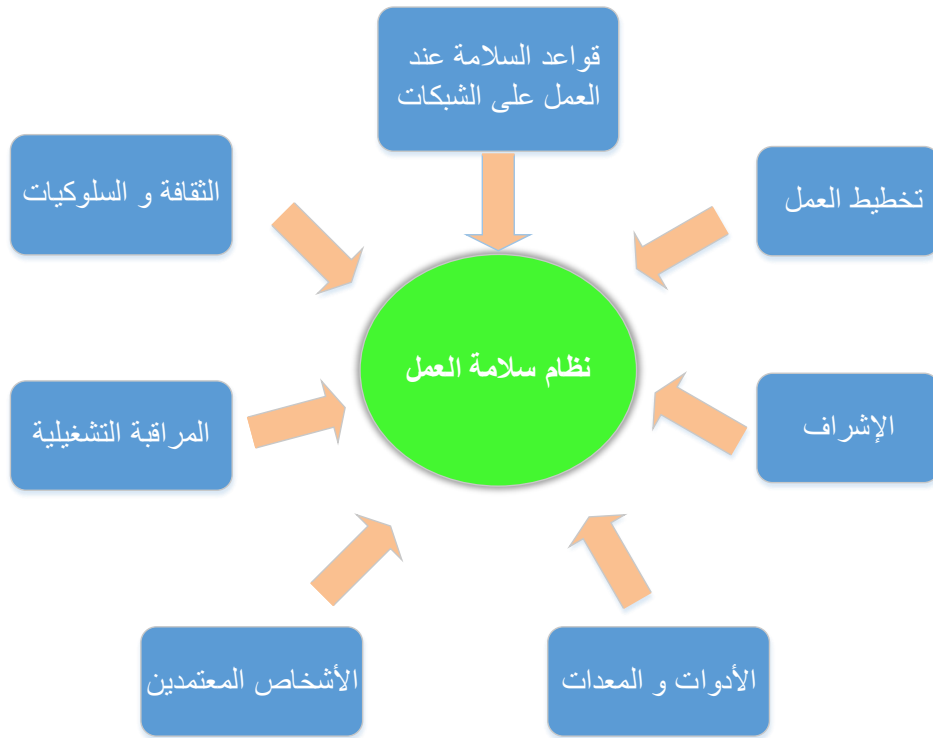 قواعد السلامة عند
العمل على الشبكات
تخطيط العمل
الثقافة و السلوكيات
نظام سلامة العمل
الإشراف
المراقبة التشغيلية
الأدوات و المعدات
الأشخاص المعتمدين